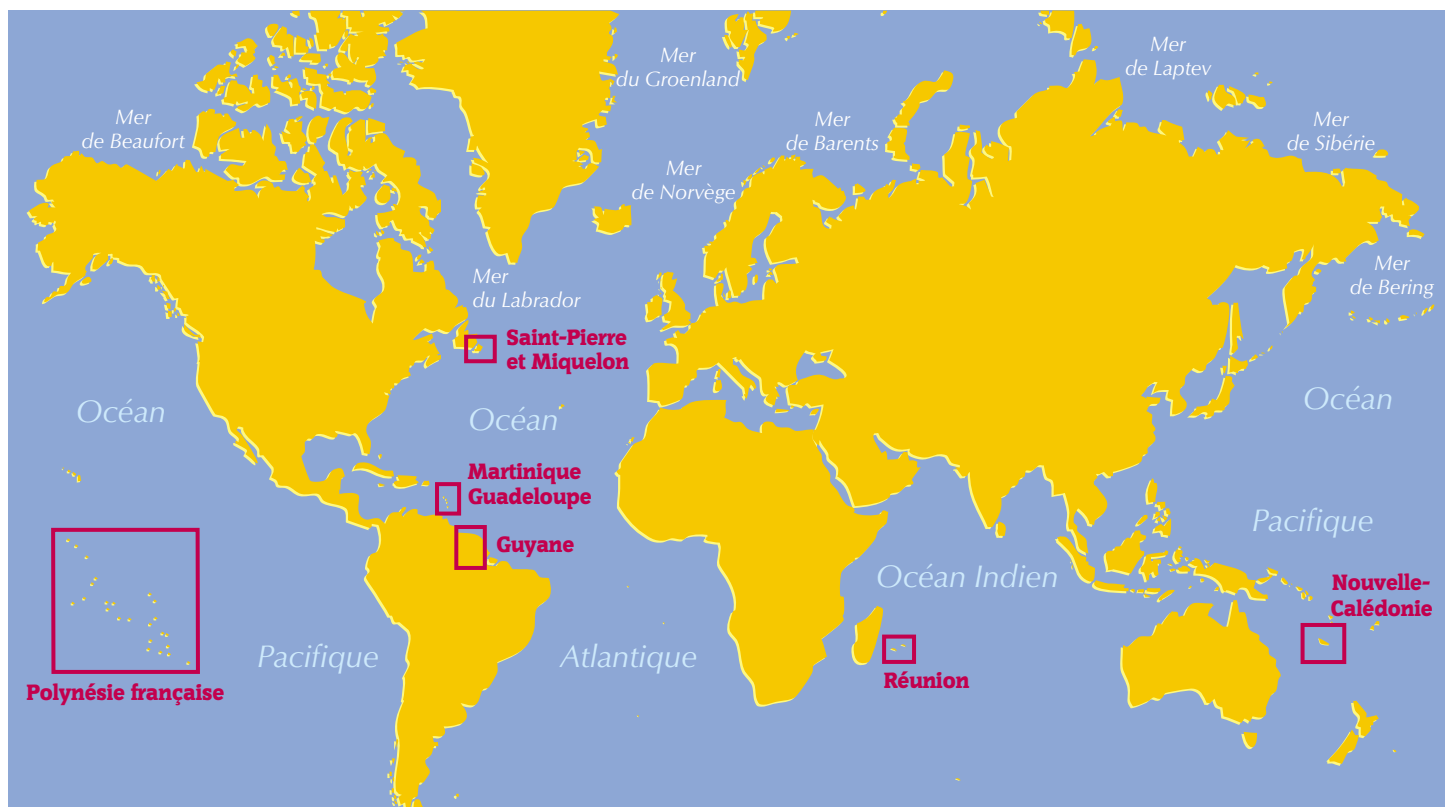 Mer
du Groenland
Mer
de Laptev
Mer
de Beaufort
Mer
de Barents
Mer
de Sibérie
Mer
de Norvège
Mer
du Labrador
Mer
de Bering
Saint-Pierre
et Miquelon
Océan
Océan
Océan
Martinique
Guadeloupe
Guyane
Pacifique
Océan Indien
Nouvelle-
Calédonie
Pacifique
Atlantique
Réunion
Polynésie française